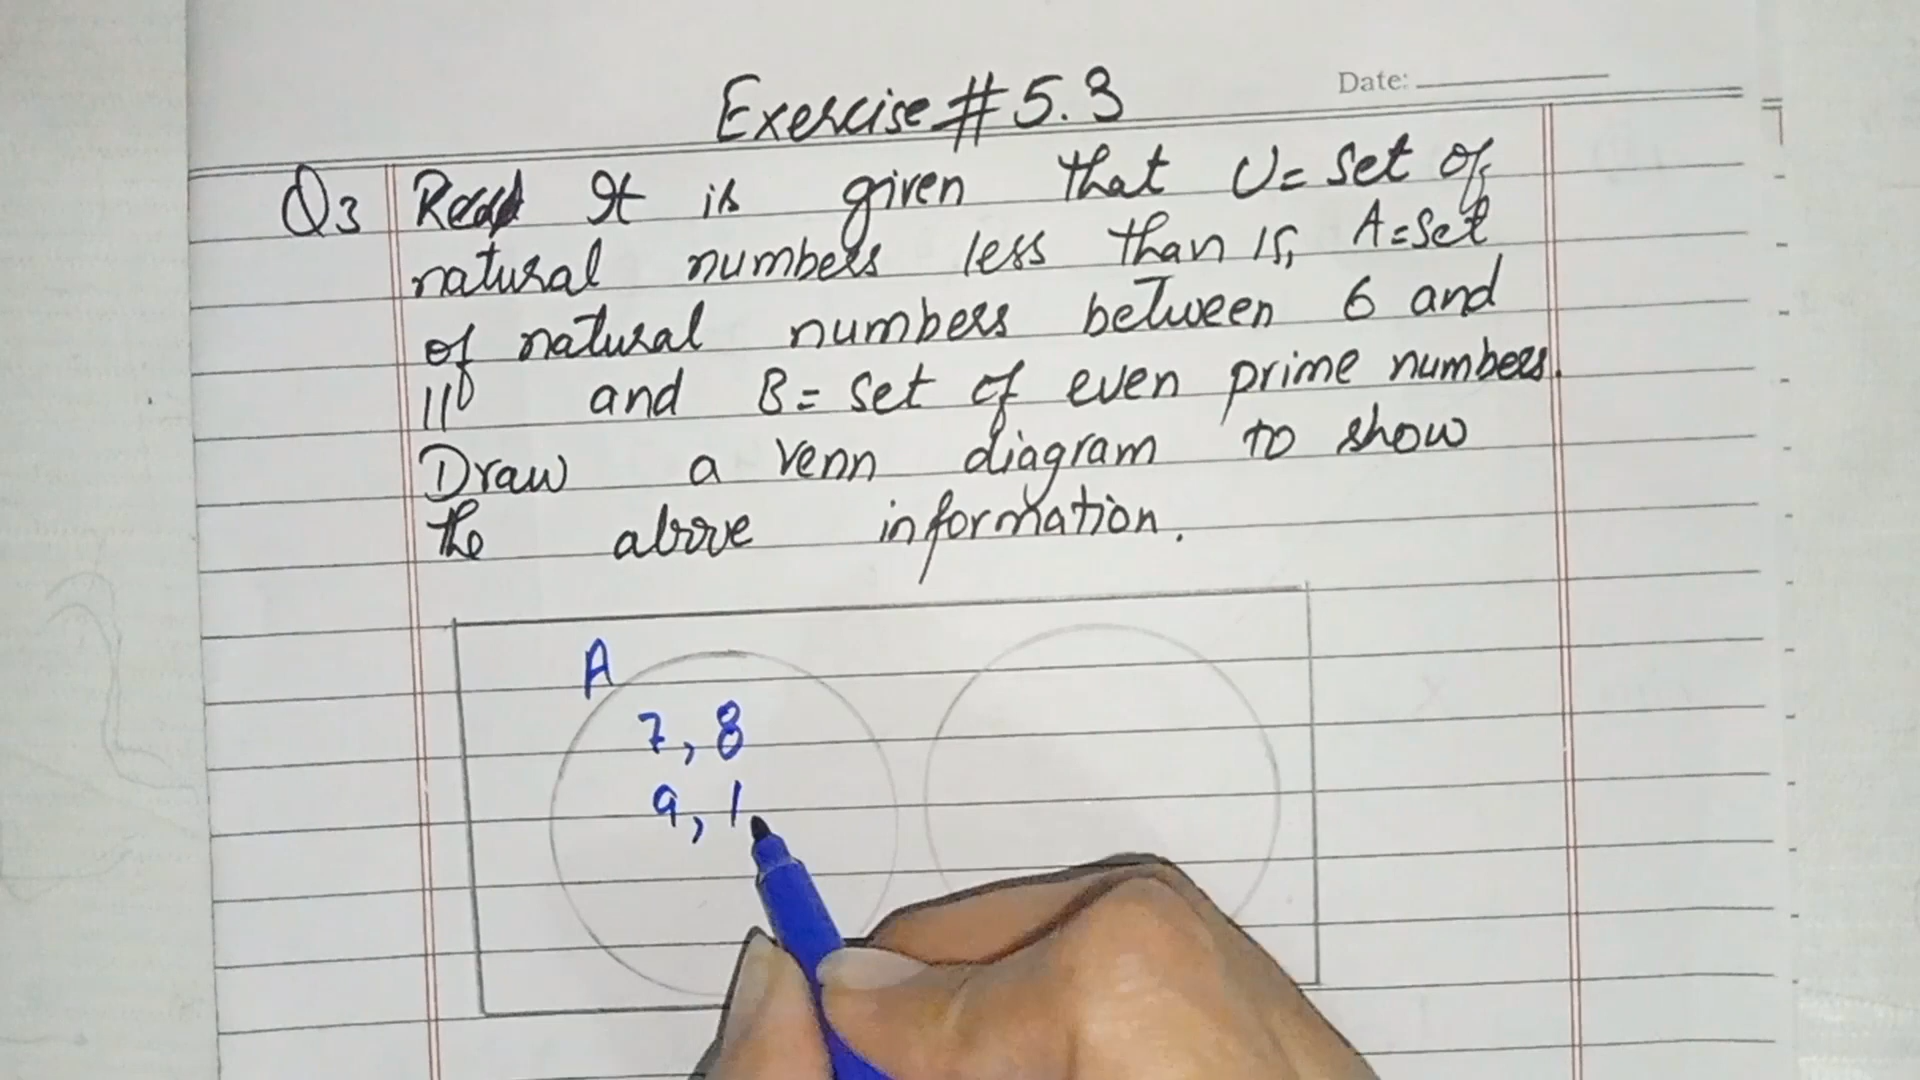 Date:
Exercise # 5.3
Q3 It is given that U= set of
natural numbers less than 15, A=set
of natural numbers between 6 and
11 and B= set of even prime numbers.
Draw a venn diagram to show
the above information.
A
7, 8
9, 1